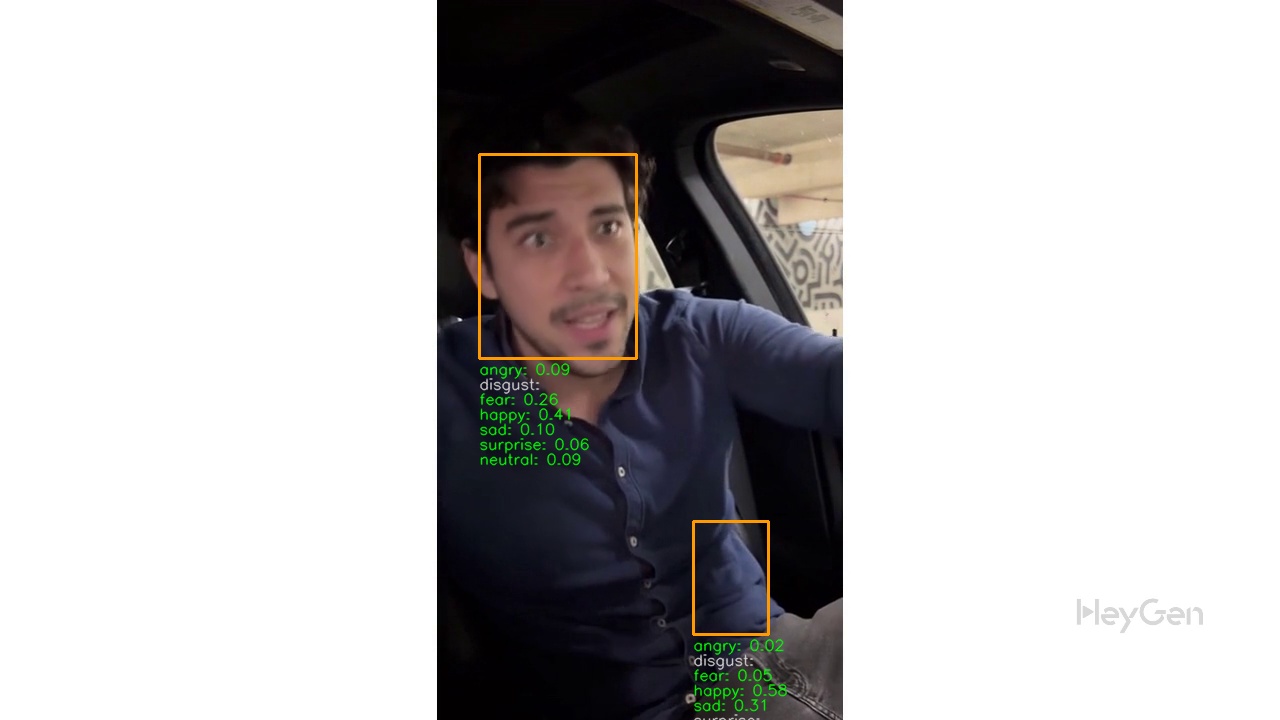 angry: 0.09
disgust:
fear: 0.26
happy: 0.41
sad: 0.10
surprise: 0.06
neutral: 0.09
HeyGen
angry: 0.02
disgust:
fear: 0.05
happy: 0.58
sad: 0.31
surprise: